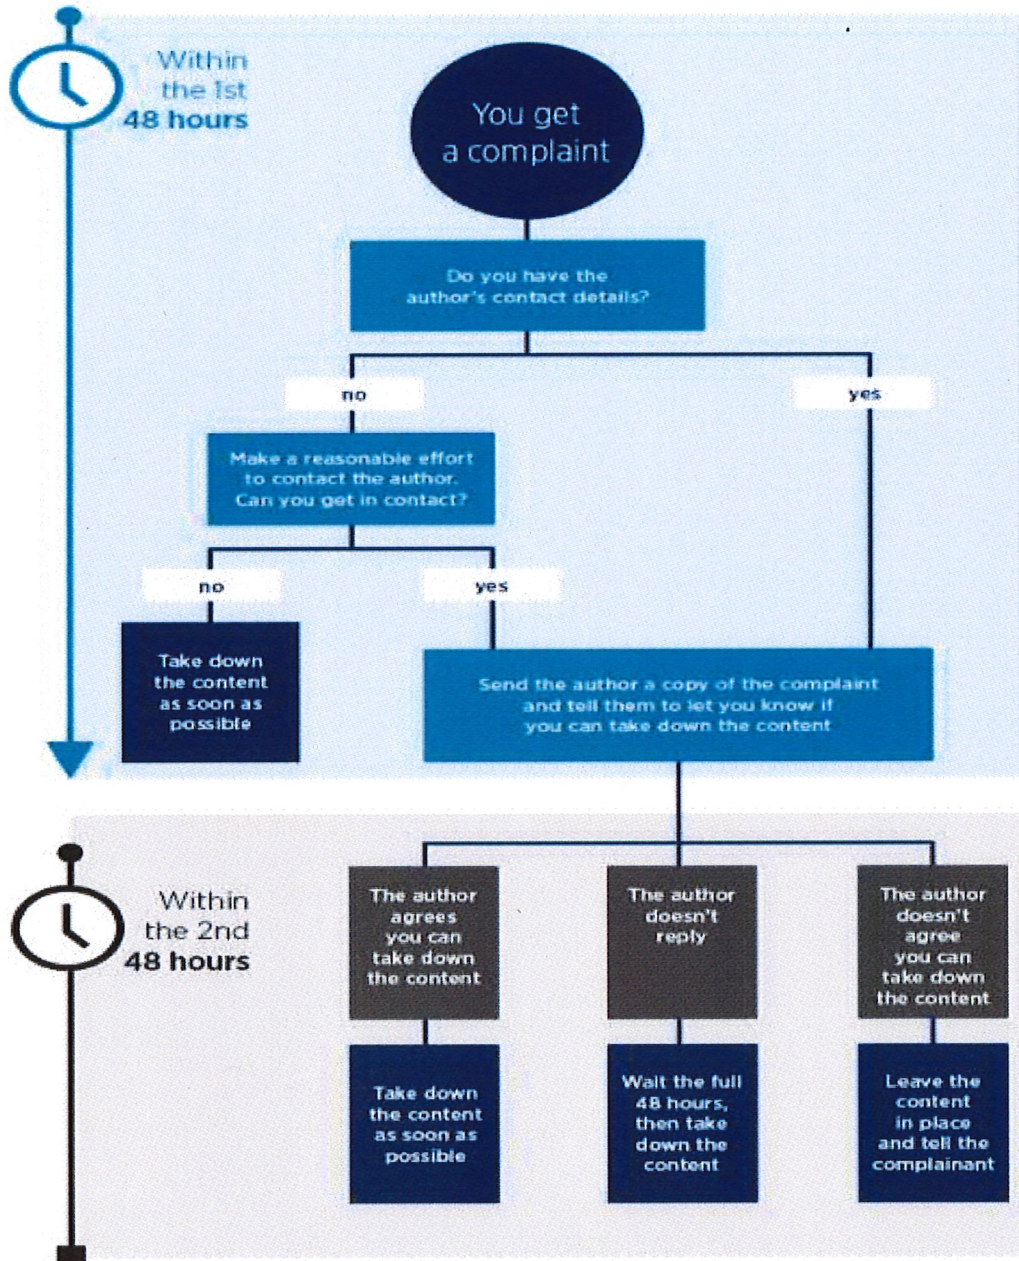 Within
the 1st
48 hours
You get
a complaint
Do you have the
author's contact details?
no
yes
Make a reasonable effort
to contact the author.
Can you get in contact?
no
yes
Take down
the content
as soon as
possible
Send the author a copy of the complaint
and tell them to let you know if
you can take down the content
Within
the 2nd
48 hours
The author
agrees
you can
take down
the content
The author
doesn't
reply
The author
doesn't
agree
you can
take down
the content
Take down
the content
as soon as
possible
Wait the full
48 hours,
then take
down the
content
Leave the
content
in place
and tell the
complainant